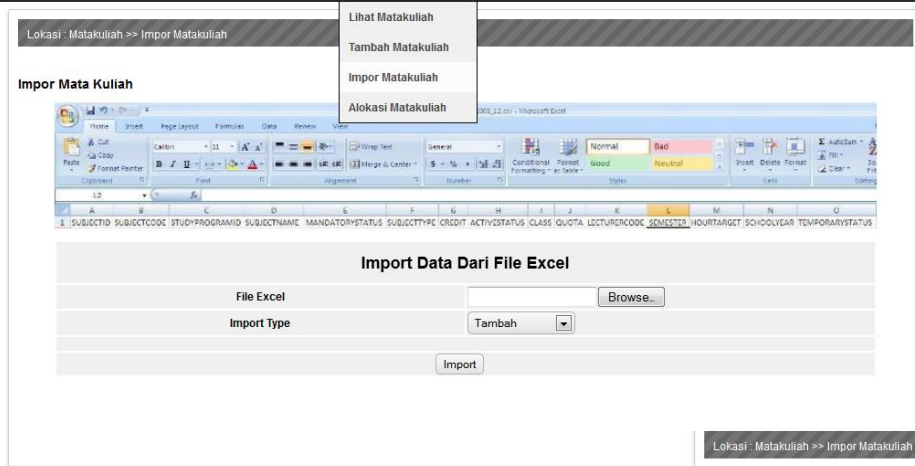 Lihat Matakuliah
Lokasi : Matakuliah >> Impor Matakuliah
Tambah Matakuliah
Impor Matakuliah
Alokasi Matakuliah
Impor Mata Kuliah
- Microsoft Excel
Home Insert Page Layout Formulas Data Review View
Cut Calibri 11 Wrap Text General Normal Bad AutoSum
Copy Fill
Paste Format Painter Merge & Center Conditional Formatting Format as Table Good Neutral Insert Delete Format Clear
Clipboard Font Alignment Number Styles Cells Editing
L2
A B C D E F G H I J K L M N O
1 SUBJECTID SUBJECTCODE STUDYPROGRAMID SUBJECTNAME MANDATORYSTATUS SUBJECTTYPE CREDIT ACTIVESTATUS CLASS QUOTA LECTURERCODE SEMESTER HOURTARGET SCHOOLYEAR TEMPORARYSTATUS
Import Data Dari File Excel
File Excel Browse..
Import Type Tambah
Import
Lokasi : Matakuliah >> Impor Matakuliah